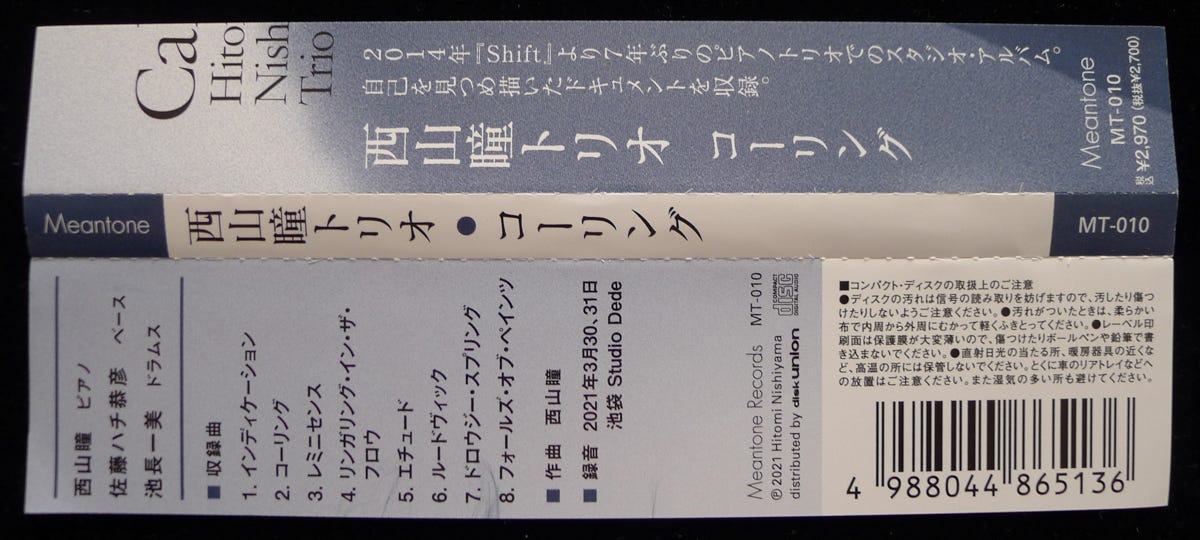 Ca
Hito
Nish
Trio
2014年『Shift』より7年ぶりのピアノトリオでのスタジオ・アルバム。
自己を見つめ描いたドキュメントを収録。
西山瞳トリオ コーリング
Meantone
MT-010
税込¥2,970(税抜¥2,700)
Meantone
西山瞳トリオ●コーリング
MT-010
西山瞳 ピアノ
佐藤ハチ恭彦 ベース
池長一美 ドラムス
■ 収録曲
1. インディケーション
2. コーリング
3. レミニセンス
4. リンガリング・イン・ザ・
フロウ
5. エチュード
6. ルードヴィック
7. ドロウジー・スプリング
8. フォールズ・オブ・ペインツ
■ 作曲 西山瞳
■ 録音 2021年3月30、31日
池袋 Studio Dede
Meantone Records MT-010
℗ 2021 Hitomi Nishiyama
distributed by diskunion
COMPACT
disc
DIGITAL AUDIO
■コンパクト・ディスクの取扱上のご注意
●ディスクの汚れは信号の読み取りを妨げますので、汚したり傷つ
けたりしないようご注意ください。●汚れがついたときは、柔らかい
布で内周から外周にむかって軽くふきとってください。●レーベル印
刷面は保護膜が大変薄いので、傷つけたりボールペンや鉛筆で書
き込まないでください。●直射日光の当たる所、暖房器具の近くな
ど、高温の所には保管しないでください。とくに車のリアトレイなどへ
の放置はご注意ください。また湿気の多い所も避けてください。
4 988044 865136